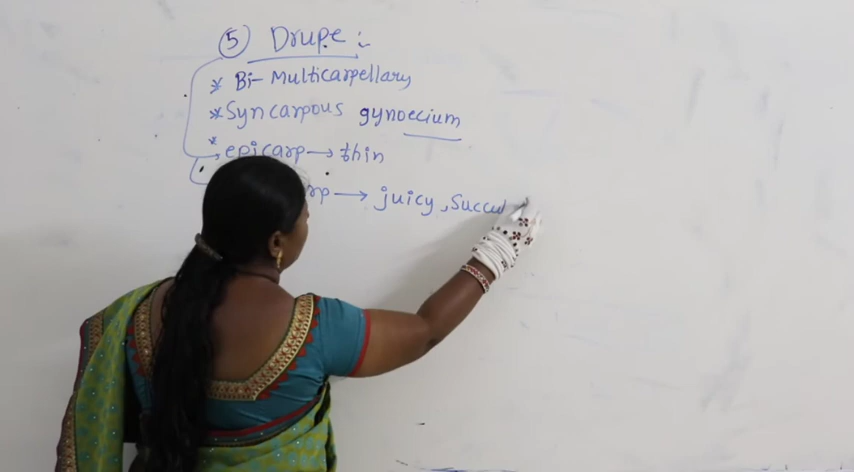 5 Drupe :-
* Bi- Multicarpellary
* Syncarpous gynoecium
* epicarp → thin
rp → juicy, Succul